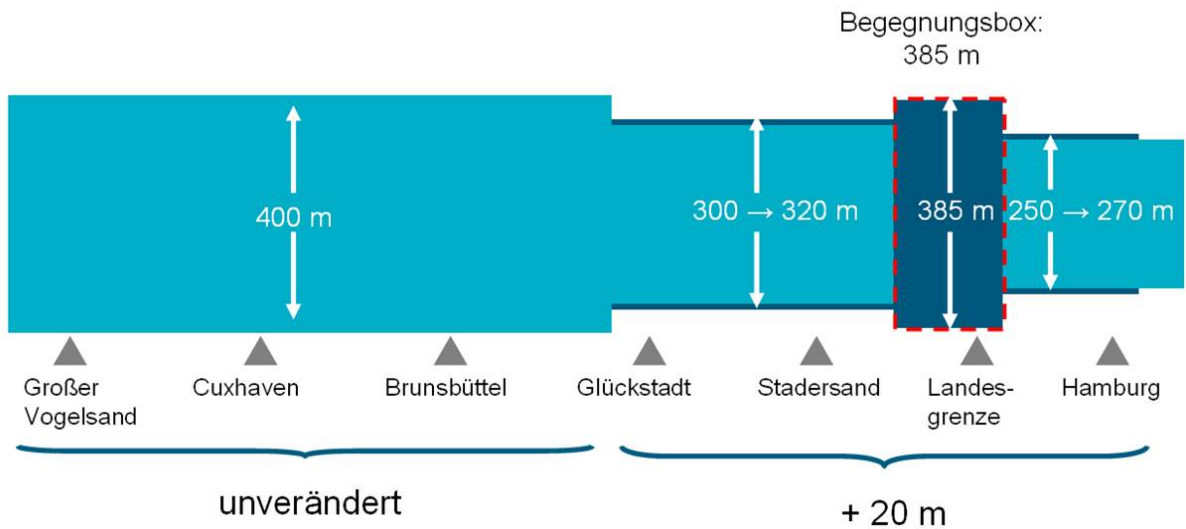 Begegnungsbox:
385 m
400 m
300 → 320 m
385 m
250 → 270 m
Großer
Vogelsand
Cuxhaven
Brunsbüttel
Glückstadt
Stadersand
Landes-
grenze
Hamburg
unverändert
+ 20 m